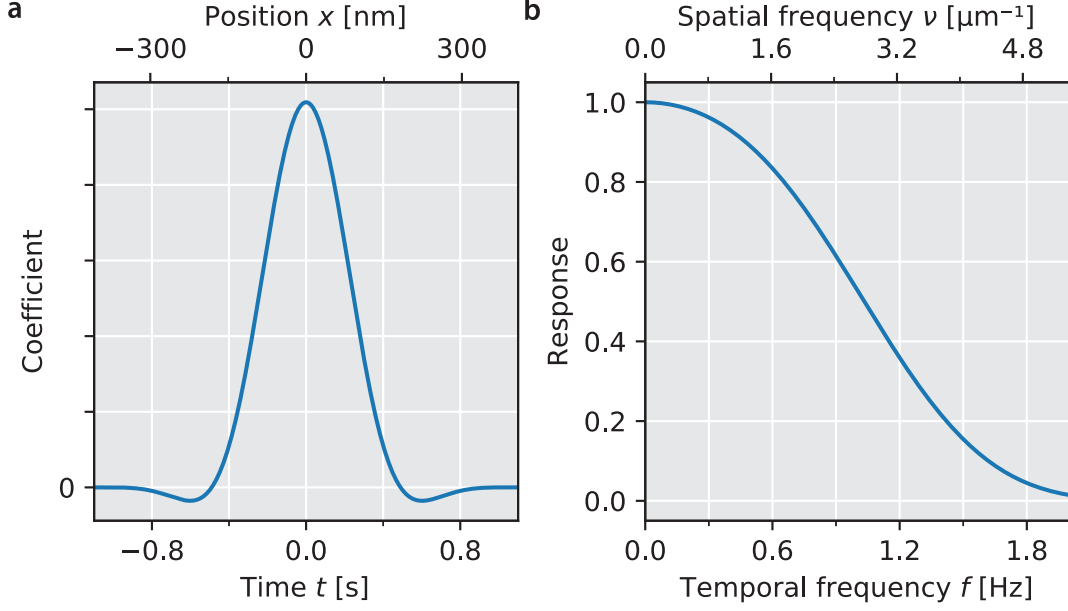 a
Position x [nm]
−300 0 300
Coefficient
0
−0.8 0.0 0.8
Time t [s]
b
Spatial frequency ν [µm⁻¹]
0.0 1.6 3.2 4.8
Response
1.0
0.8
0.6
0.4
0.2
0.0
0.0 0.6 1.2 1.8
Temporal frequency f [Hz]